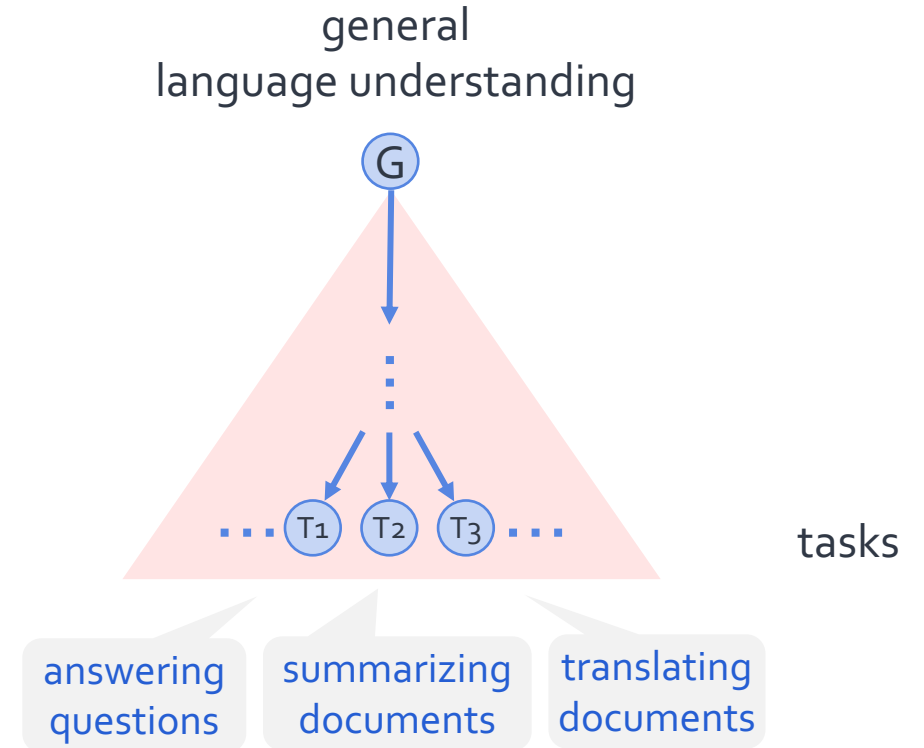 general
language understanding
G
T1 T2 T3
tasks
answering
questions
summarizing
documents
translating
documents